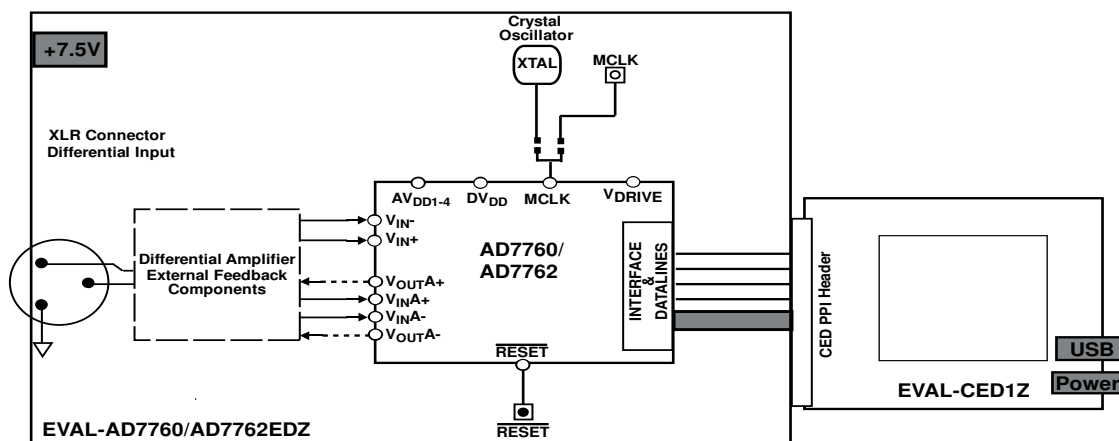 +7.5V
Crystal
Oscillator
XTAL
MCLK
XLR Connector
Differential Input
AVDD1-4
DVDD
MCLK
VDRIVE
VIN-
VIN+
Differential Amplifier
External Feedback
Components
VOUTA+
VINA+
VINA-
VOUTA-
AD7760/
AD7762
INTERFACE
&
DATALINES
RESET
RESET
CED PPI Header
USB
Power
EVAL-CED1Z
EVAL-AD7760/AD7762EDZ